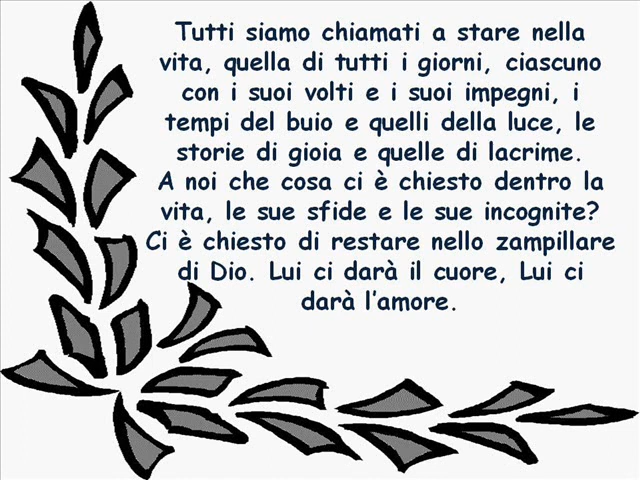 Tutti siamo chiamati a stare nella
vita, quella di tutti i giorni, ciascuno
con i suoi volti e i suoi impegni, i
tempi del buio e quelli della luce, le
storie di gioia e quelle di lacrime.
A noi che cosa ci è chiesto dentro la
vita, le sue sfide e le sue incognite?
Ci è chiesto di restare nello zampillare
di Dio. Lui ci darà il cuore, Lui ci
darà l’amore.